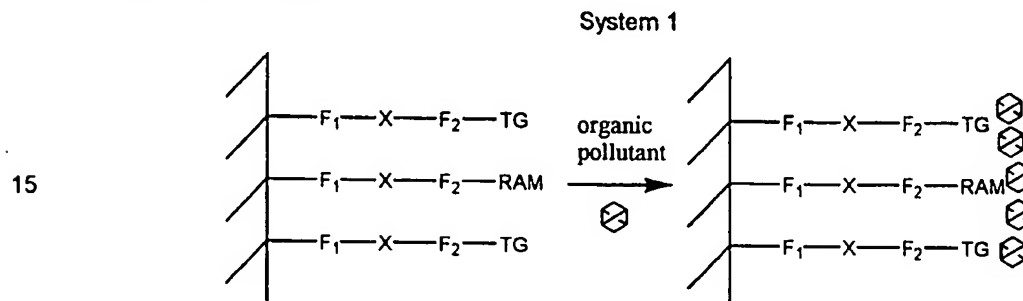 System 1
F₁—X—F₂—TG
F₁—X—F₂—RAM
F₁—X—F₂—TG
15
organic
pollutant
F₁—X—F₂—TG
F₁—X—F₂—RAM
F₁—X—F₂—TG